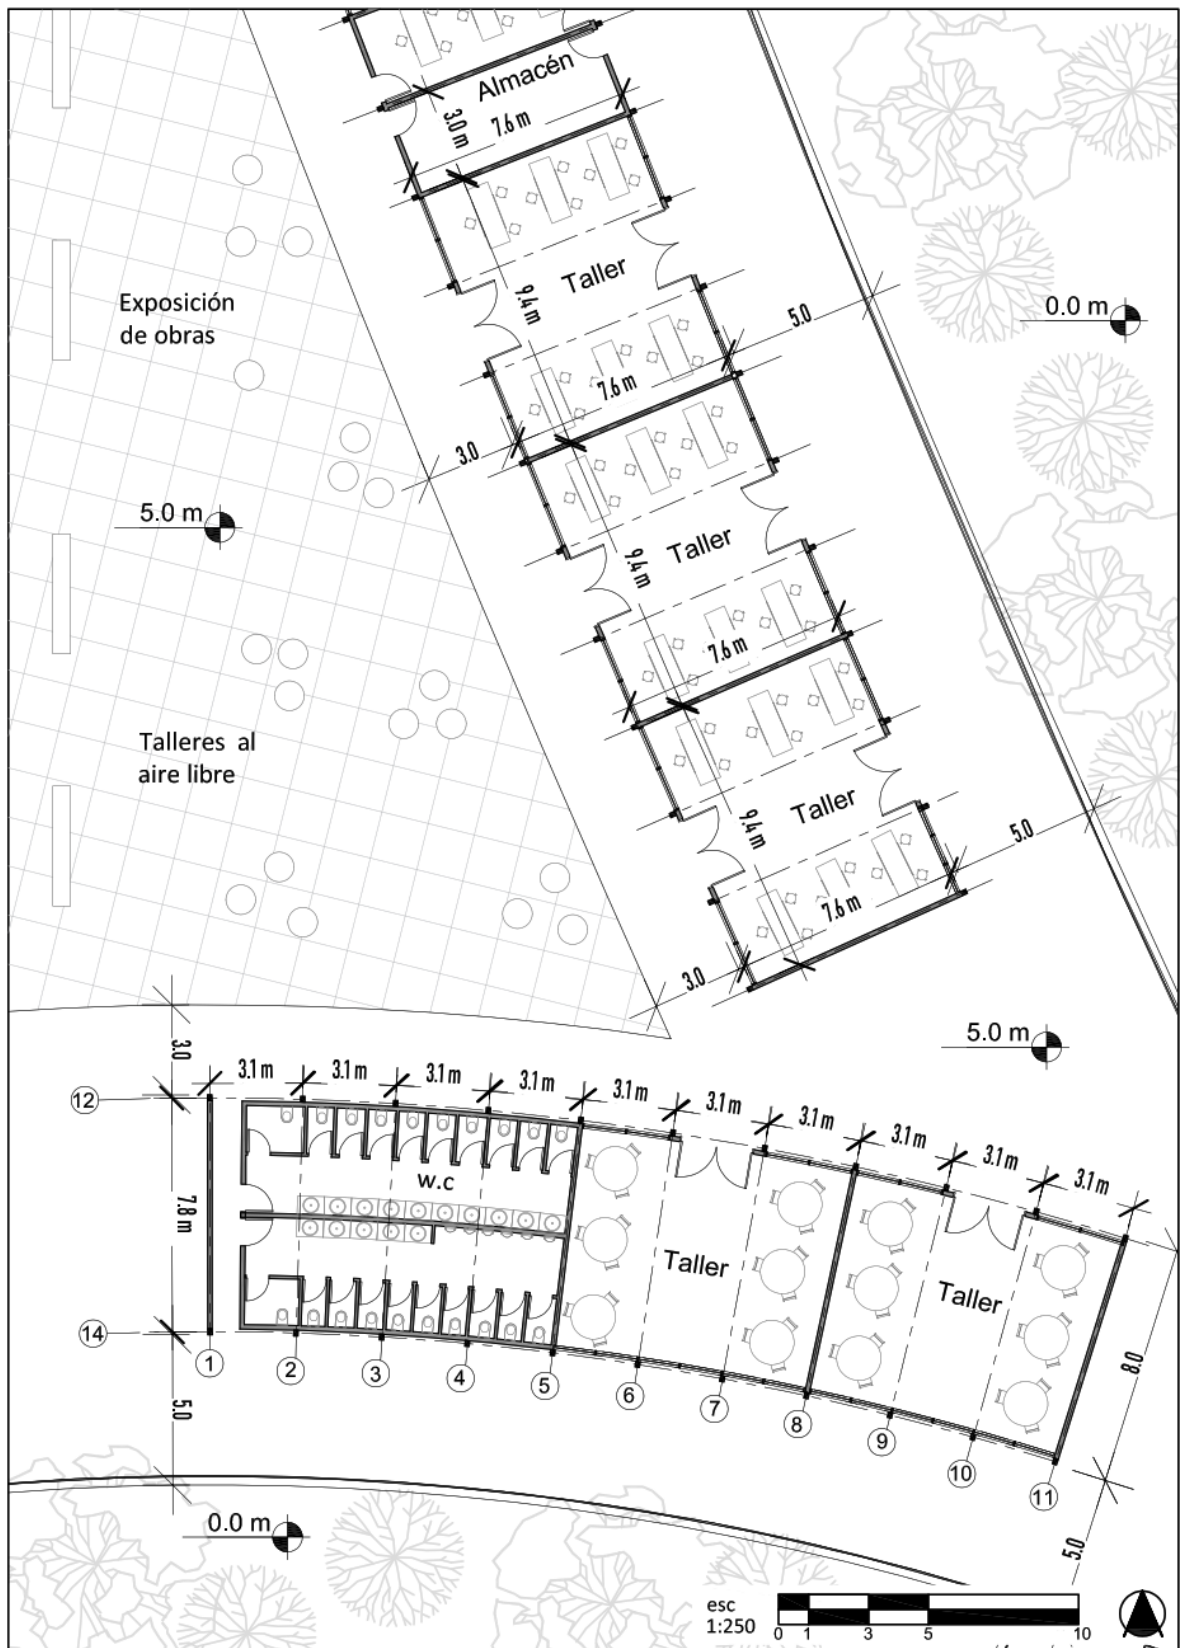 Almacén
3.0 m
7.6 m
Taller
9.4 m
Exposición
de obras
0.0 m
5.0
7.6 m
3.0
5.0 m
Taller
9.4 m
7.6 m
Talleres al
aire libre
Taller
9.4 m
5.0
7.6 m
3.0
5.0 m
3.0
3.1 m
3.1 m
3.1 m
3.1 m
3.1 m
3.1 m
3.1 m
3.1 m
3.1 m
3.1 m
12
w.c
7.8 m
Taller
Taller
14
1
2
3
4
5
6
7
8
9
10
11
8.0
5.0
0.0 m
5.0
esc
1:250
0 1 3 5 10